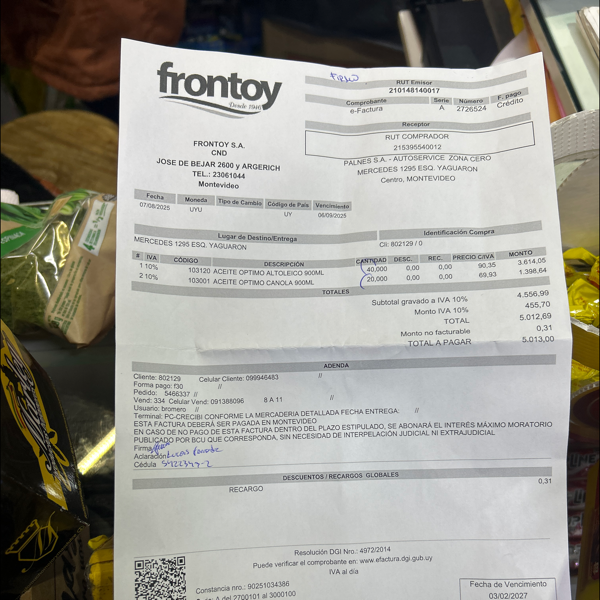 frontoy
Desde 1946
RUT Emisor
210148140017
Comprobante Serie Número F. pago
e-Factura A 2726524 Crédito
Receptor
RUT COMPRADOR
215395540012
PALNES S.A. - AUTOSERVICE ZONA CERO
MERCEDES 1295 ESQ. YAGUARON
Centro, MONTEVIDEO
FRONTOY S.A.
CND
JOSE DE BEJAR 2600 y ARGERICH
TEL.: 23061044
Montevideo
Fecha Moneda Tipo de Cambio Código de País Vencimiento
07/08/2025 UYU UY 06/09/2025
Lugar de Destino/Entrega Identificación Compra
MERCEDES 1295 ESQ. YAGUARON Cli: 802129 / 0
# IVA CÓDIGO DESCRIPCIÓN CANTIDAD DESC. REC. PRECIO C/IVA MONTO
1 10% 103120 ACEITE OPTIMO ALTOLEICO 900ML 40,000 0,00 0,00 90,35 3.614,05
2 10% 103001 ACEITE OPTIMO CANOLA 900ML 20,000 0,00 0,00 69,93 1.398,64
TOTALES
Subtotal gravado a IVA 10% 4.556,99
Monto IVA 10% 455,70
TOTAL 5.012,69
Monto no facturable 0,31
TOTAL A PAGAR 5.013,00
ADENDA
Cliente: 802129 Celular Cliente: 099946483 //
Forma pago: f30 //
Pedido: 5466337 //
Vend: 334 Celular Vend: 091388096 8 A 11 //
Usuario: bromero //
Terminal: PC-CRECIBI CONFORME LA MERCADERIA DETALLADA FECHA ENTREGA: //
ESTA FACTURA DEBERÁ SER PAGADA EN MONTEVIDEO
EN CASO DE NO PAGO DE ESTA FACTURA DENTRO DEL PLAZO ESTIPULADO, SE ABONARÁ EL INTERÉS MÁXIMO MORATORIO
PUBLICADO POR BCU QUE CORRESPONDA, SIN NECESIDAD DE INTERPELACIÓN JUDICIAL NI EXTRAJUDICIAL
Firma
Aclaración Lucas
Cédula
DESCUENTOS / RECARGOS GLOBALES
RECARGO 0,31
Resolución DGI Nro.: 4972/2014
Puede verificar el comprobante en: www.efactura.dgi.gub.uy
IVA al día
Constancia nro.: 90251034386
A del 2700101 al 3000100
Fecha de Vencimiento
03/02/2027